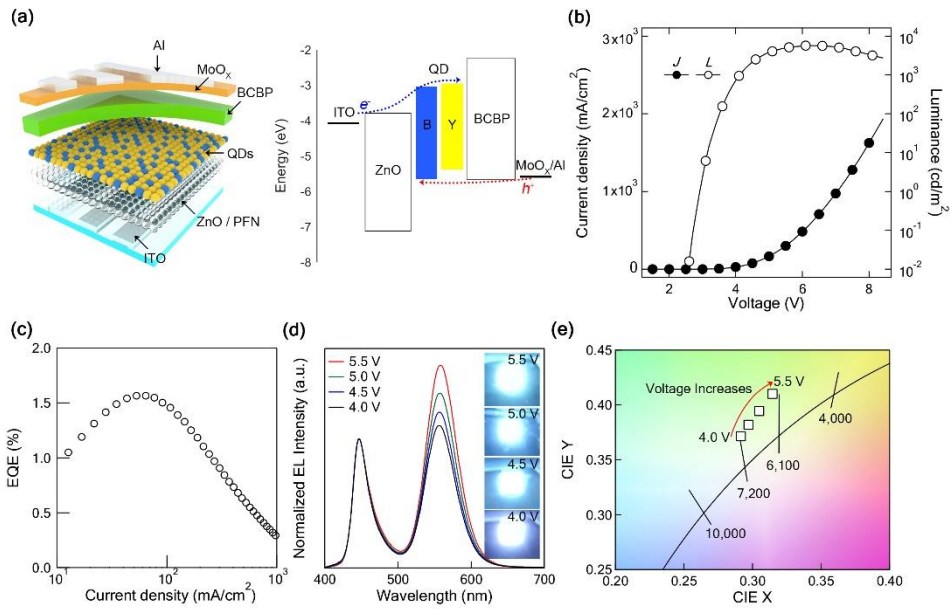 (a)
Al
MoOₓ
BCBP
QDs
ZnO / PFN
ITO
Energy (eV)
-2
-3
-4
-5
-6
-7
-8
ITO
e⁻
ZnO
QD
B
Y
BCBP
MoOₓ/Al
h⁺
(b)
Current density (mA/cm²)
3x10³
2x10³
1x10³
0
J
L
2
4
6
8
Voltage (V)
10⁵
10⁴
10³
10²
10¹
10⁰
10⁻¹
10⁻²
Luminance (cd/m²)
(c)
EQE (%)
2.0
1.5
1.0
0.5
0.0
10¹
10²
10³
Current density (mA/cm²)
(d)
Normalized EL Intensity (a.u.)
5.5 V
5.0 V
4.5 V
4.0 V
5.5 V
5.0 V
4.5 V
4.0 V
400
500
600
700
Wavelength (nm)
(e)
CIE Y
0.45
0.40
0.35
0.30
0.25
Voltage Increases
5.5 V
4.0 V
4,000
6,100
7,200
10,000
0.20
0.25
0.30
0.35
0.40
CIE X